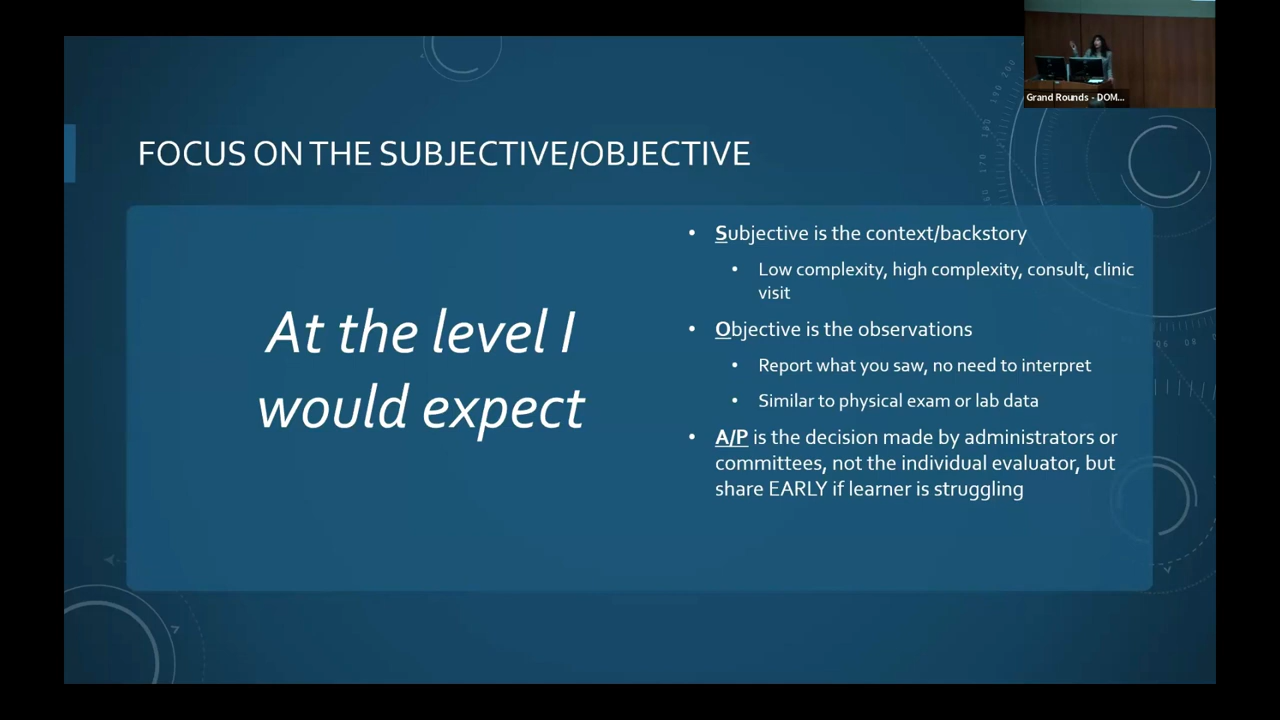 Grand Rounds - DOM...
FOCUS ON THE SUBJECTIVE/OBJECTIVE
At the level I
would expect
• Subjective is the context/backstory
• Low complexity, high complexity, consult, clinic
visit
• Objective is the observations
• Report what you saw, no need to interpret
• Similar to physical exam or lab data
• A/P is the decision made by administrators or
committees, not the individual evaluator, but
share EARLY if learner is struggling